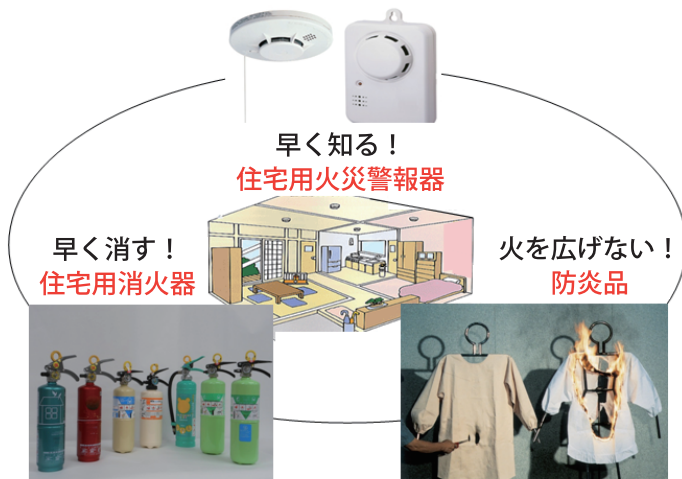 早く知る！
住宅用火災警報器
早く消す！
住宅用消火器
火を広げない！
防炎品